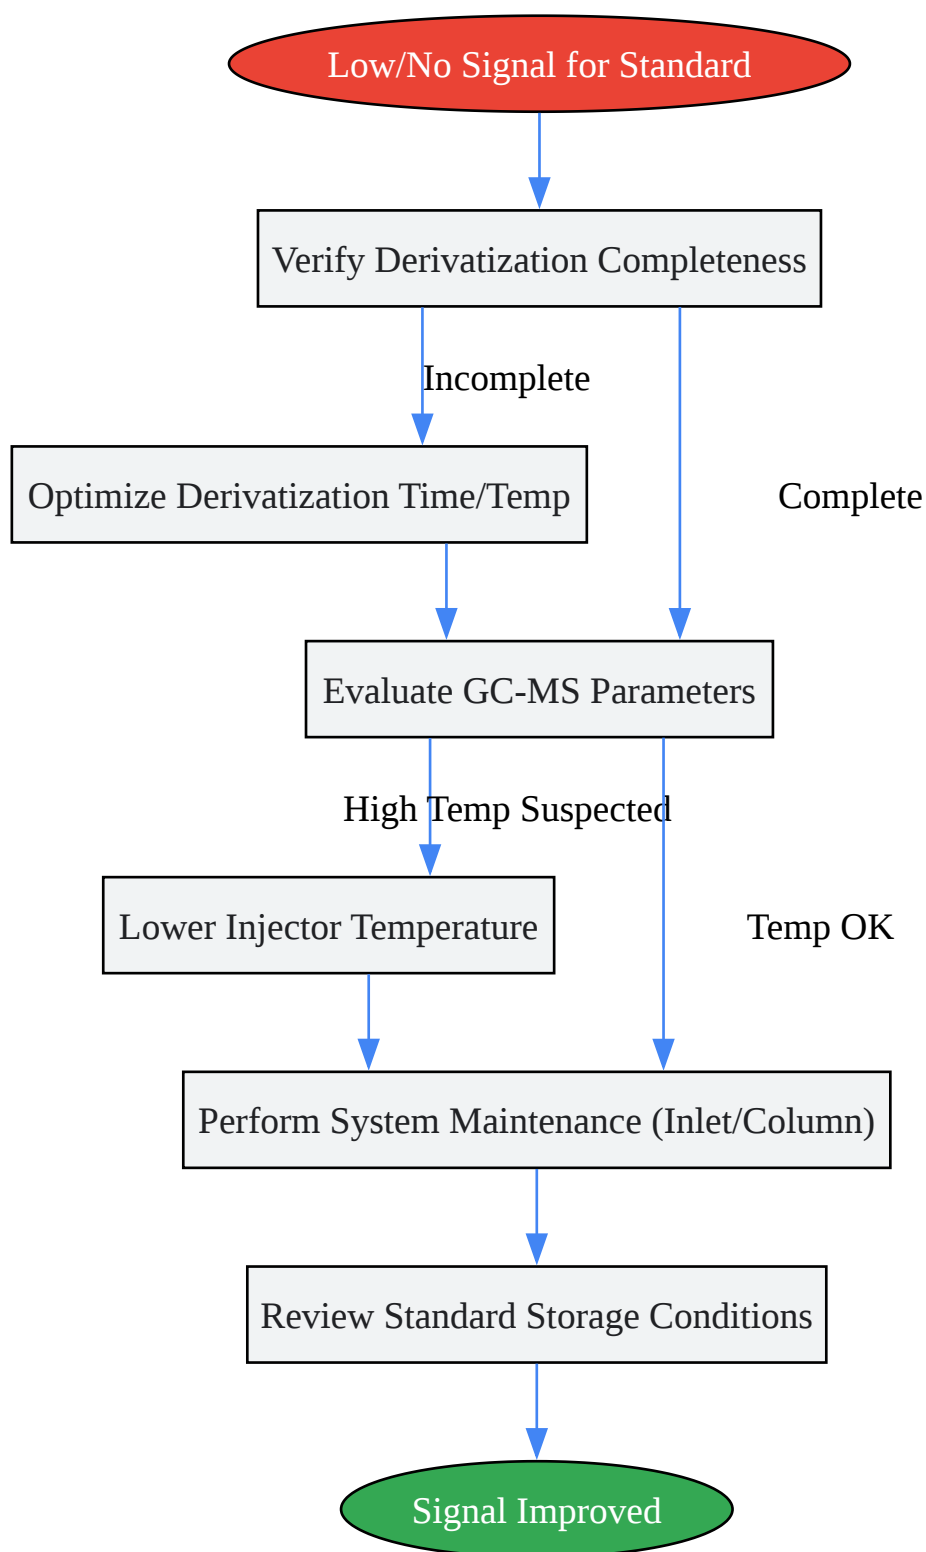 Low/No Signal for Standard
Verify Derivatization Completeness
Incomplete
Optimize Derivatization Time/Temp
Complete
Evaluate GC-MS Parameters
High Temp Suspected
Lower Injector Temperature
Temp OK
Perform System Maintenance (Inlet/Column)
Review Standard Storage Conditions
Signal Improved